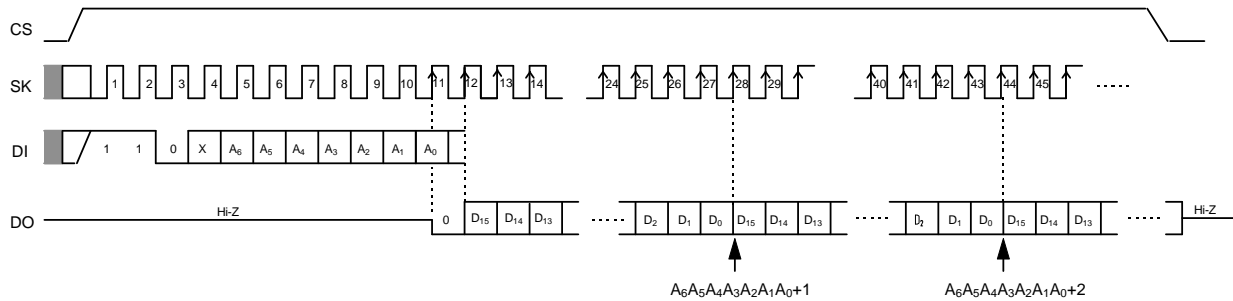 CS
SK 1 2 3 4 5 6 7 8 9 10 11 12 13 14 24 25 26 27 28 29 40 41 42 43 44 45
DI 1 1 0 X A₆ A₅ A₄ A₃ A₂ A₁ A₀
DO Hi-Z 0 D₁₅ D₁₄ D₁₃ D₂ D₁ D₀ D₁₅ D₁₄ D₁₃ D₂ D₁ D₀ D₁₅ D₁₄ D₁₃ Hi-Z
A₆A₅A₄A₃A₂A₁A₀+1 A₆A₅A₄A₃A₂A₁A₀+2